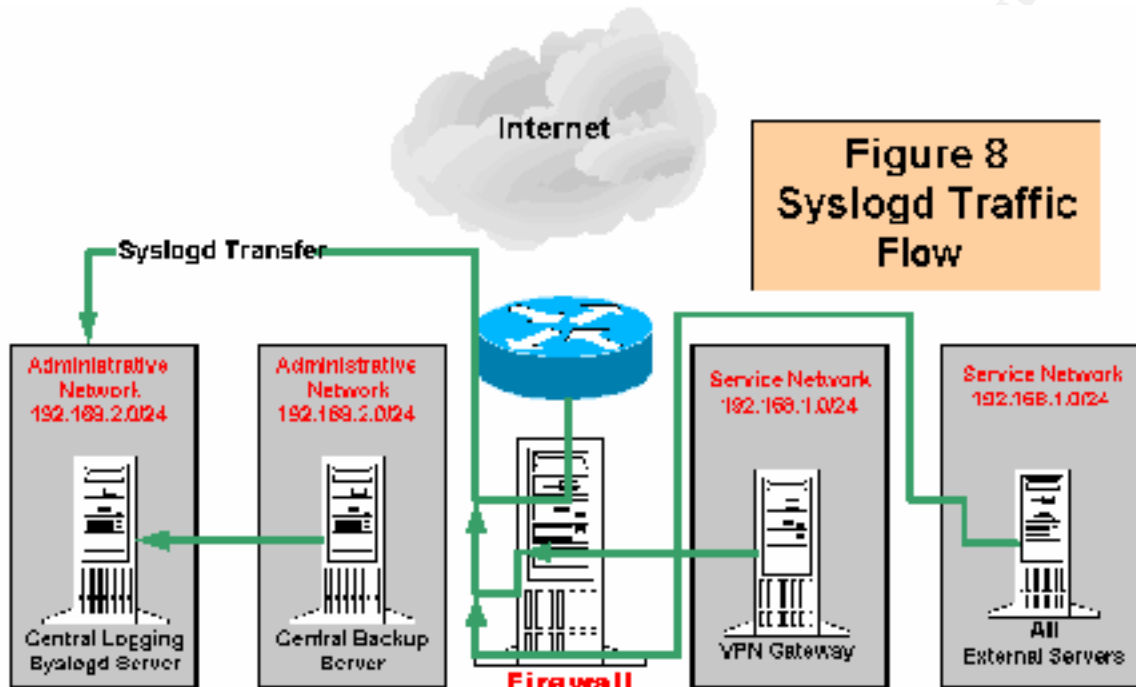 Internet
Figure 8
Syslogd Traffic
Flow
Syslogd Transfer
Administrative
Network
192.168.2.0/24
Administrative
Network
192.168.2.0/24
Service Network
192.168.1.0/24
Service Network
192.168.1.0/24
Central Logging
Syslogd Server
Central Backup
Server
Firewall
VPN Gateway
All
External Servers